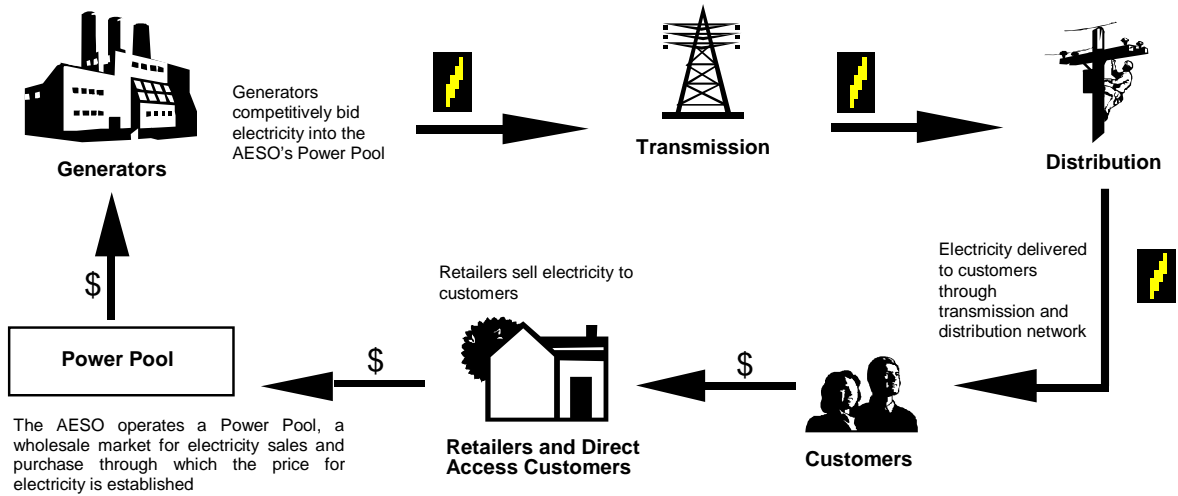 Generators
competitively bid
electricity into the
AESO's Power Pool
Generators
Transmission
Distribution
Electricity delivered
to customers
through
transmission and
distribution network
Customers
$
Retailers sell electricity to
customers
Retailers and Direct
Access Customers
$
Power Pool
The AESO operates a Power Pool, a
wholesale market for electricity sales and
purchase through which the price for
electricity is established
$